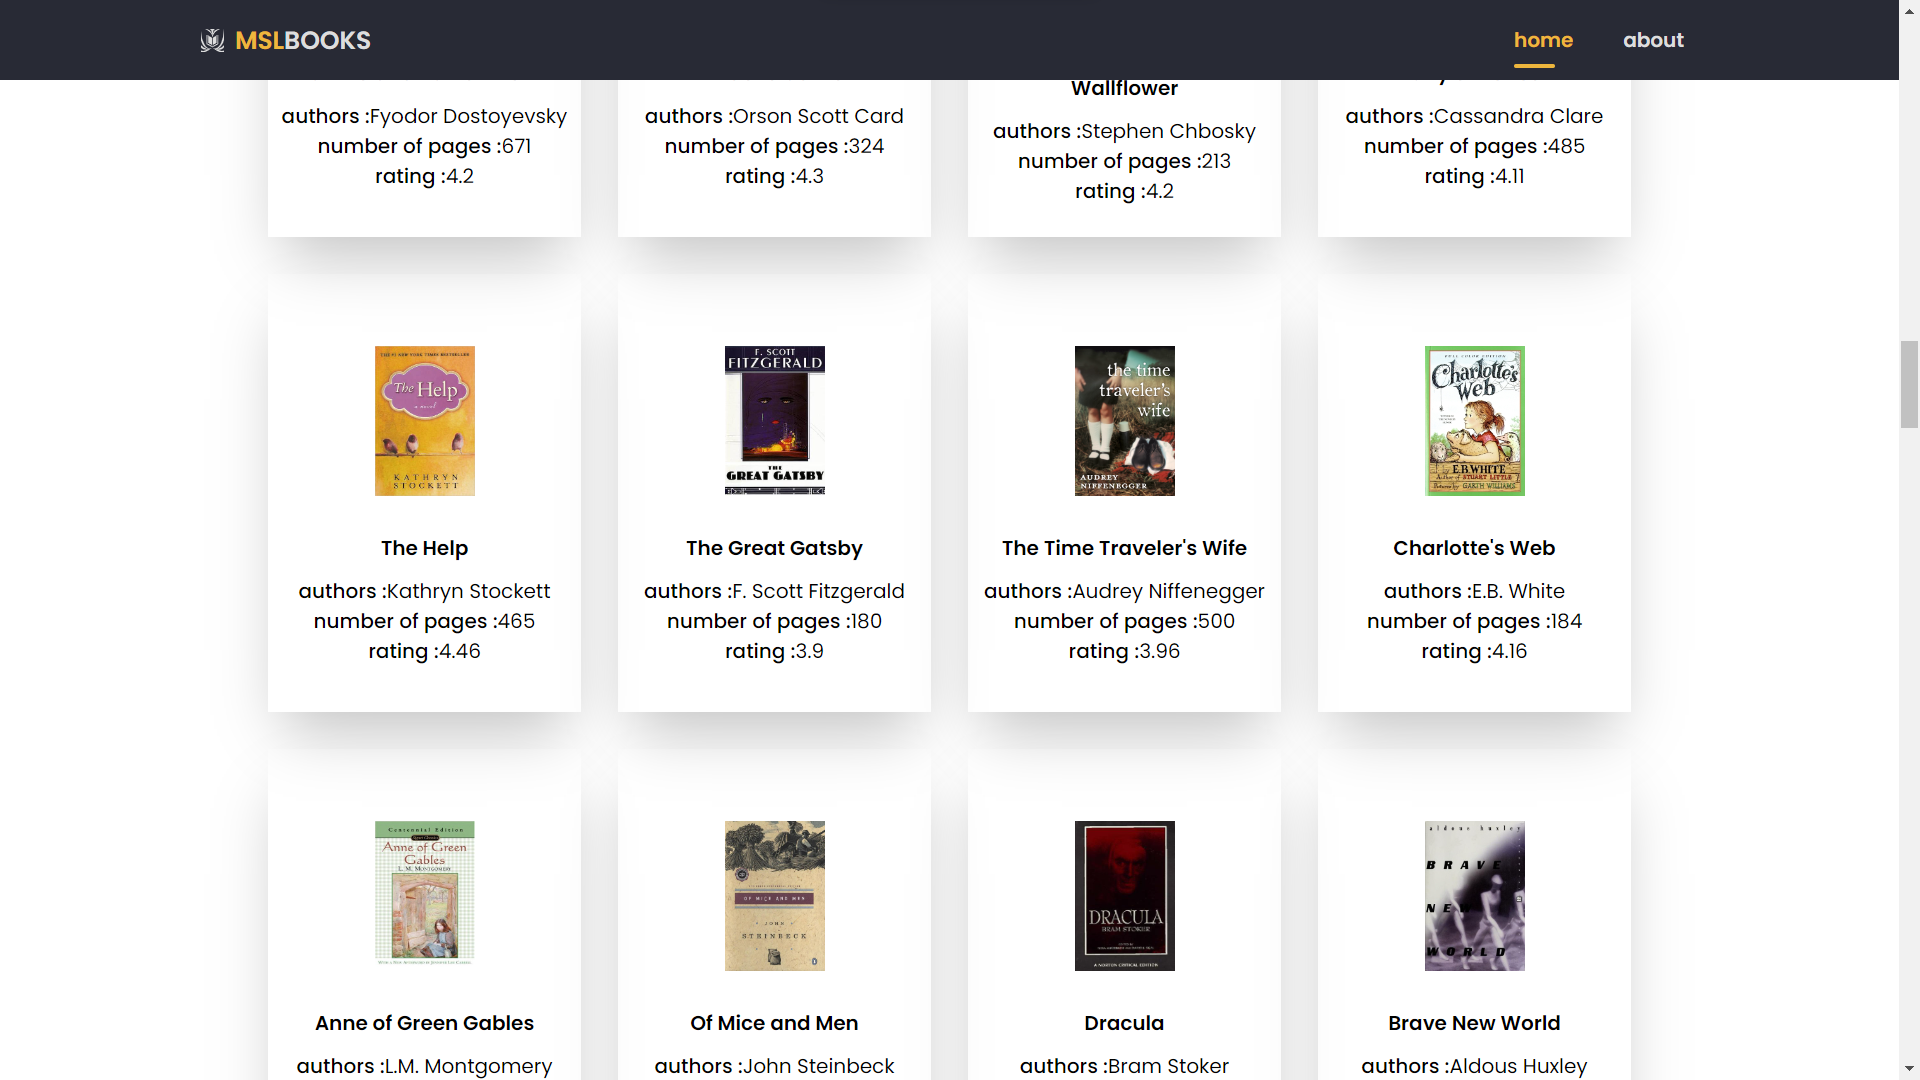 MSLBOOKS
home
about
Wallflower
authors :Fyodor Dostoyevsky
number of pages :671
rating :4.2
authors :Orson Scott Card
number of pages :324
rating :4.3
authors :Stephen Chbosky
number of pages :213
rating :4.2
authors :Cassandra Clare
number of pages :485
rating :4.11
THE #1 NEW YORK TIMES BESTSELLER
The Help
a novel
KATHRYN
STOCKETT
The Help
authors :Kathryn Stockett
number of pages :465
rating :4.46
F. SCOTT
FITZGERALD
THE
GREAT GATSBY
The Great Gatsby
authors :F. Scott Fitzgerald
number of pages :180
rating :3.9
the time
traveler's
wife
AUDREY
NIFFENEGGER
The Time Traveler's Wife
authors :Audrey Niffenegger
number of pages :500
rating :3.96
FULL COLOR EDITION
Charlotte's
Web
E.B. WHITE
Author of STUART LITTLE
Pictures by GARTH WILLIAMS
Charlotte's Web
authors :E.B. White
number of pages :184
rating :4.16
Centennial Edition
Anne of Green
Gables
L. M. MONTGOMERY
Anne of Green Gables
authors :L.M. Montgomery
OF MICE AND MEN
JOHN
STEINBECK
Of Mice and Men
authors :John Steinbeck
DRACULA
BRAM STOKER
A NORTON CRITICAL EDITION
Dracula
authors :Bram Stoker
aldous huxley
BRAVE
NEW
WORLD
Brave New World
authors :Aldous Huxley